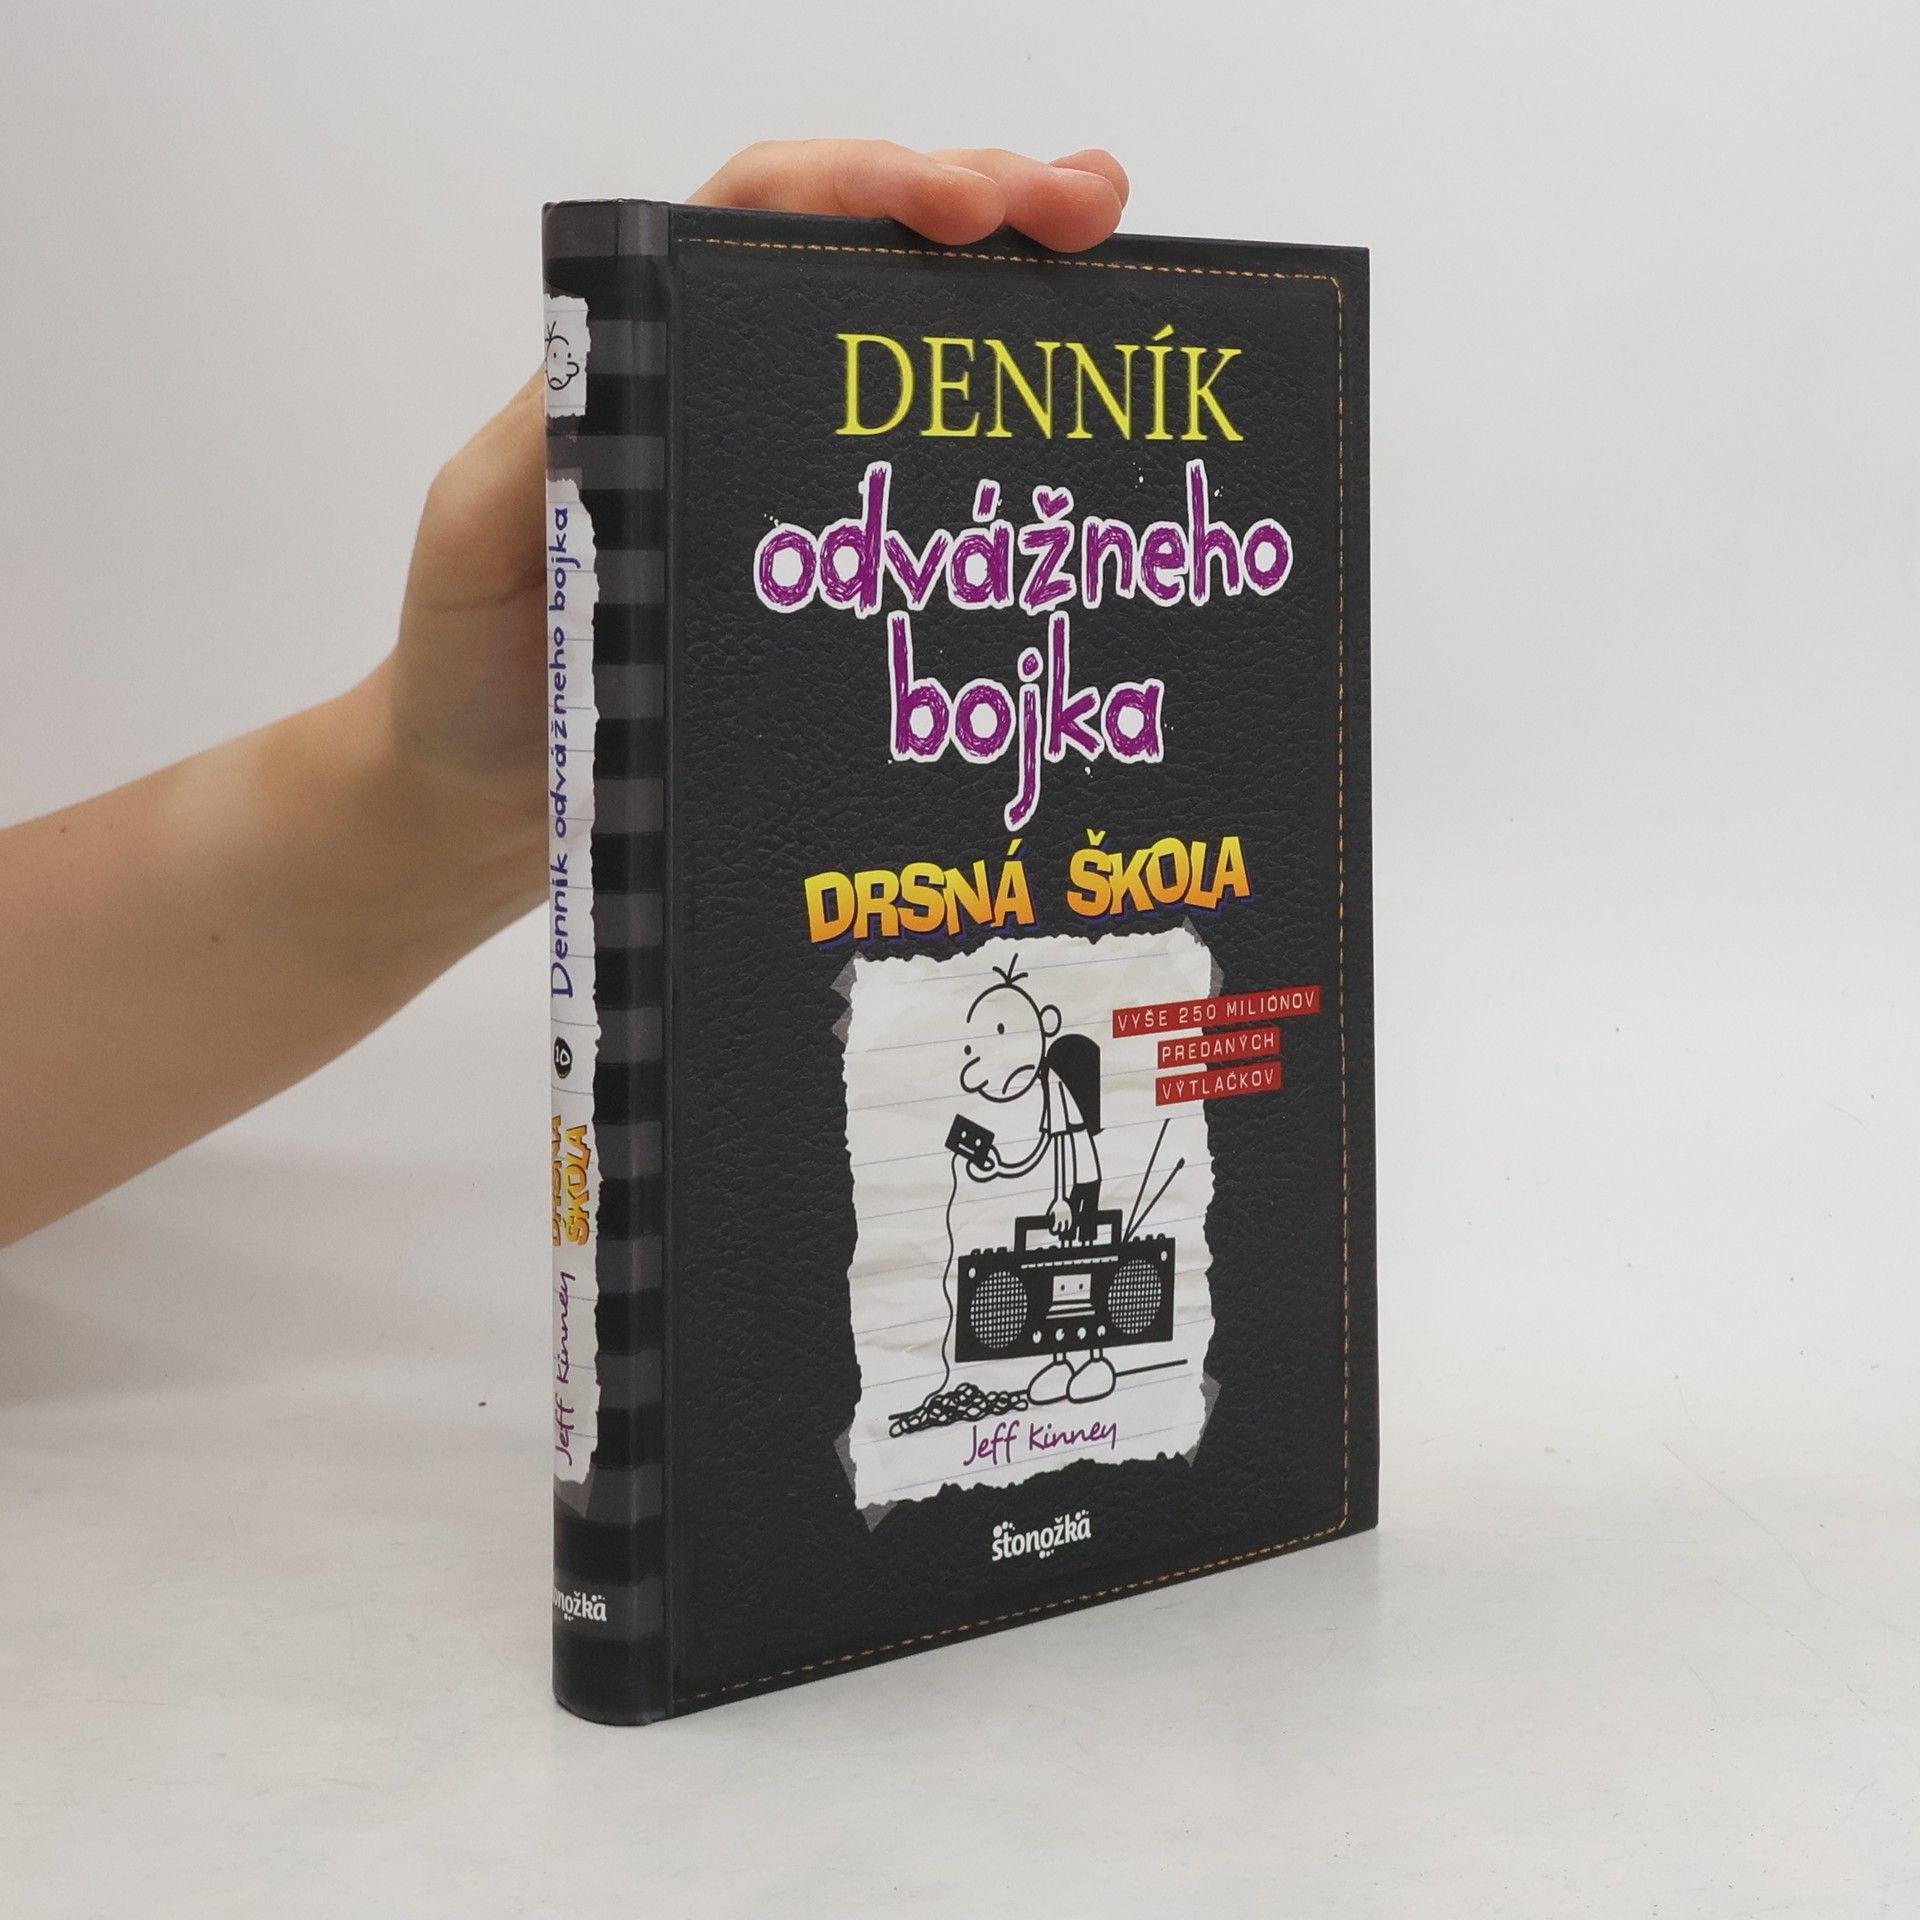 DENNÍK
odvážneho
bojka
DRSNÁ ŠKOLA
VYŠE 250 MILIÓNOV
PREDANÝCH
VÝTLAČKOV
Jeff Kinney
stonožka
Denník odvážneho bojka
10
DRSNÁ
ŠKOLA
Jeff Kinney